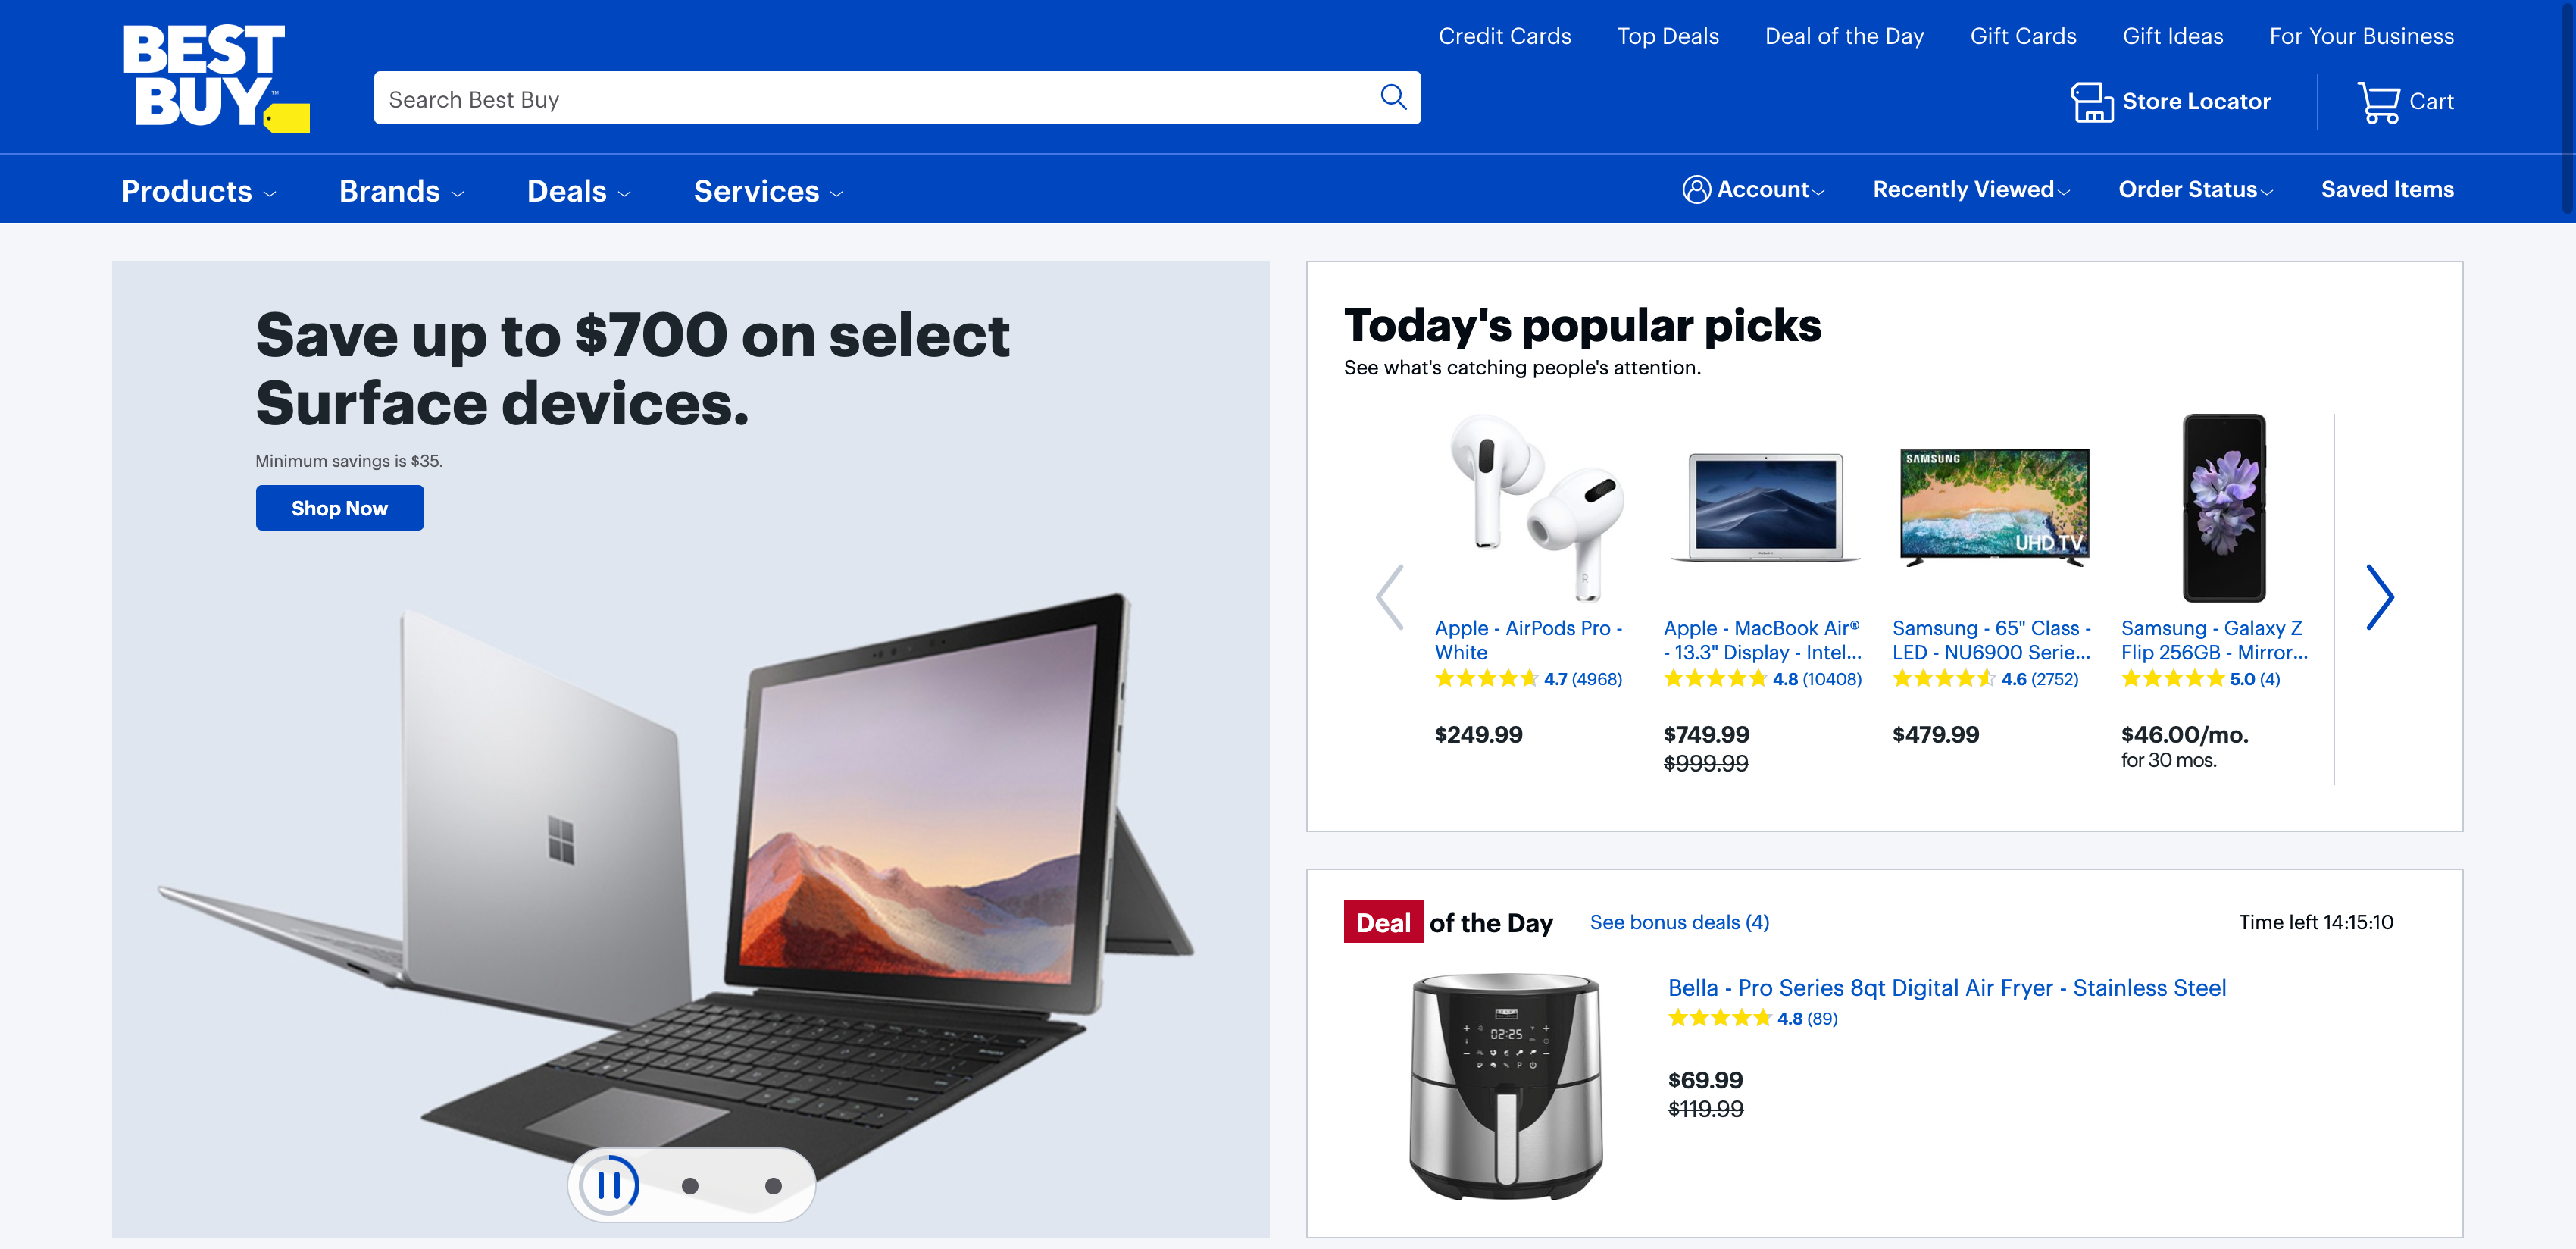 BEST
BUY™
Credit Cards
Top Deals
Deal of the Day
Gift Cards
Gift Ideas
For Your Business
Search Best Buy
Store Locator
Cart
Products
Brands
Deals
Services
Account
Recently Viewed
Order Status
Saved Items
Save up to $700 on select
Surface devices.
Minimum savings is $35.
Shop Now
Today's popular picks
See what's catching people's attention.
R
SAMSUNG
UHD TV
Apple - AirPods Pro -
White
4.7 (4968)
$249.99
Apple - MacBook Air®
- 13.3" Display - Intel...
4.8 (10408)
$749.99
$999.99
Samsung - 65" Class -
LED - NU6900 Serie...
4.6 (2752)
$479.99
Samsung - Galaxy Z
Flip 256GB - Mirror...
5.0 (4)
$46.00/mo.
for 30 mos.
Deal of the Day
See bonus deals (4)
Time left 14:15:10
02:25
Bella - Pro Series 8qt Digital Air Fryer - Stainless Steel
4.8 (89)
$69.99
$119.99